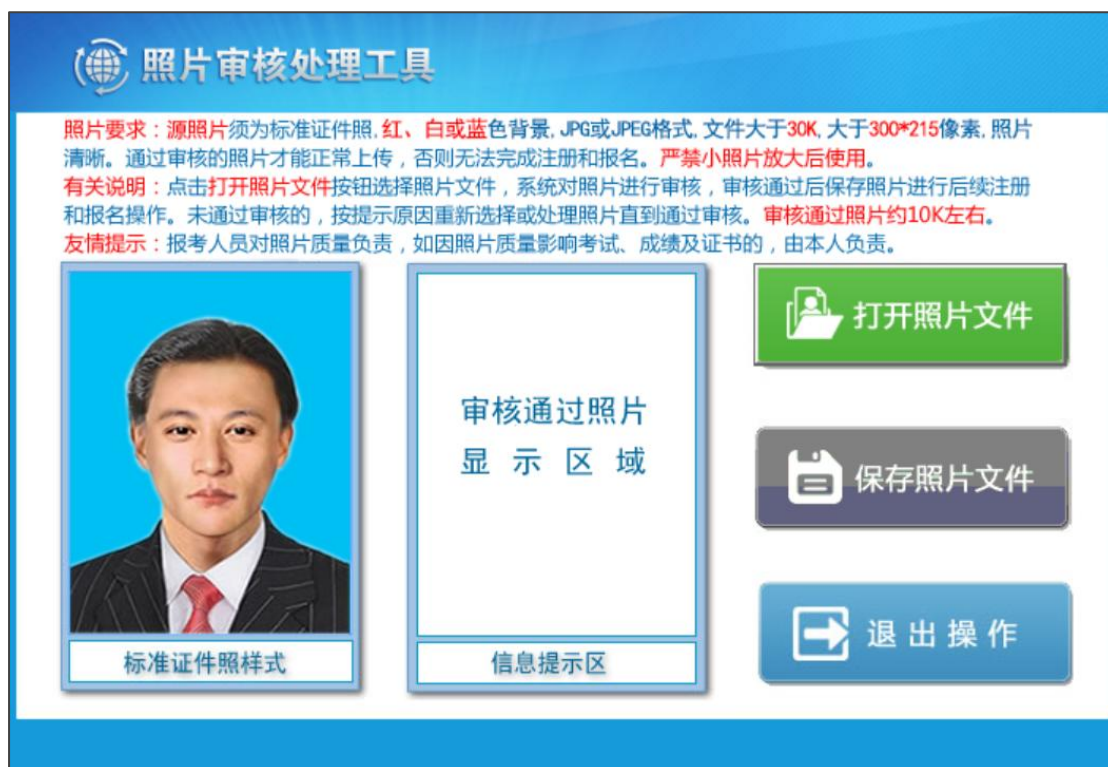 照片审核处理工具
照片要求：源照片须为标准证件照,红、白或蓝色背景,JPG或JPEG格式,文件大于30K,大于300*215像素,照片
清晰。通过审核的照片才能正常上传，否则无法完成注册和报名。严禁小照片放大后使用。
有关说明：点击打开照片文件按钮选择照片文件，系统对照片进行审核，审核通过后保存照片进行后续注册
和报名操作。未通过审核的，按提示原因重新选择或处理照片直到通过审核。审核通过照片约10K左右。
友情提示：报考人员对照片质量负责，如因照片质量影响考试、成绩及证书的，由本人负责。
打开照片文件
审核通过照片
显示区域
保存照片文件
退出操作
标准证件照样式
信息提示区